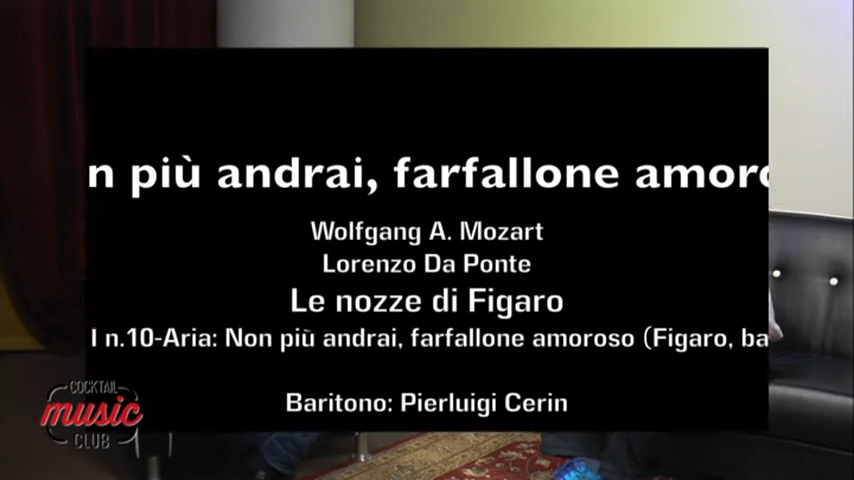 n più andrai, farfallone amoro
Wolfgang A. Mozart
Lorenzo Da Ponte
Le nozze di Figaro
I n.10-Aria: Non più andrai, farfallone amoroso (Figaro, ba
Baritono: Pierluigi Cerin
COCKTAIL
music
CLUB